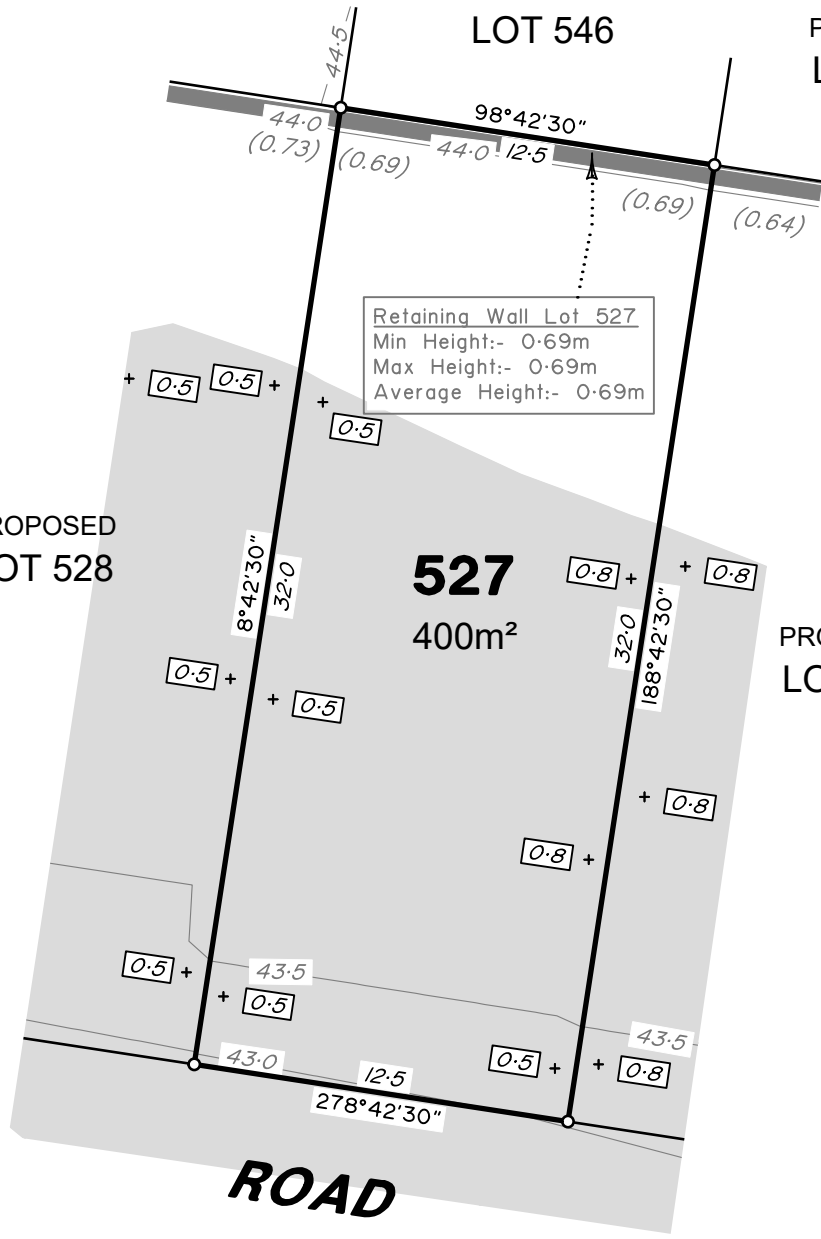 LOT 546
P
L
44·5
98°42'30"
44·0
44·0
12·5
(0.73)
(0.69)
(0.69)
(0.64)
Retaining Wall Lot 527
Min Height:- 0·69m
Max Height:- 0·69m
Average Height:- 0·69m
0·5
0·5
0·5
ROPOSED
OT 528
8°42'30"
32·0
527
400m²
0·8
0·8
32·0
188°42'30"
PRO
LO
0·5
0·5
0·8
0·8
0·5
43·5
0·5
43·5
43·0
12·5
0·5
0·8
278°42'30"
ROAD